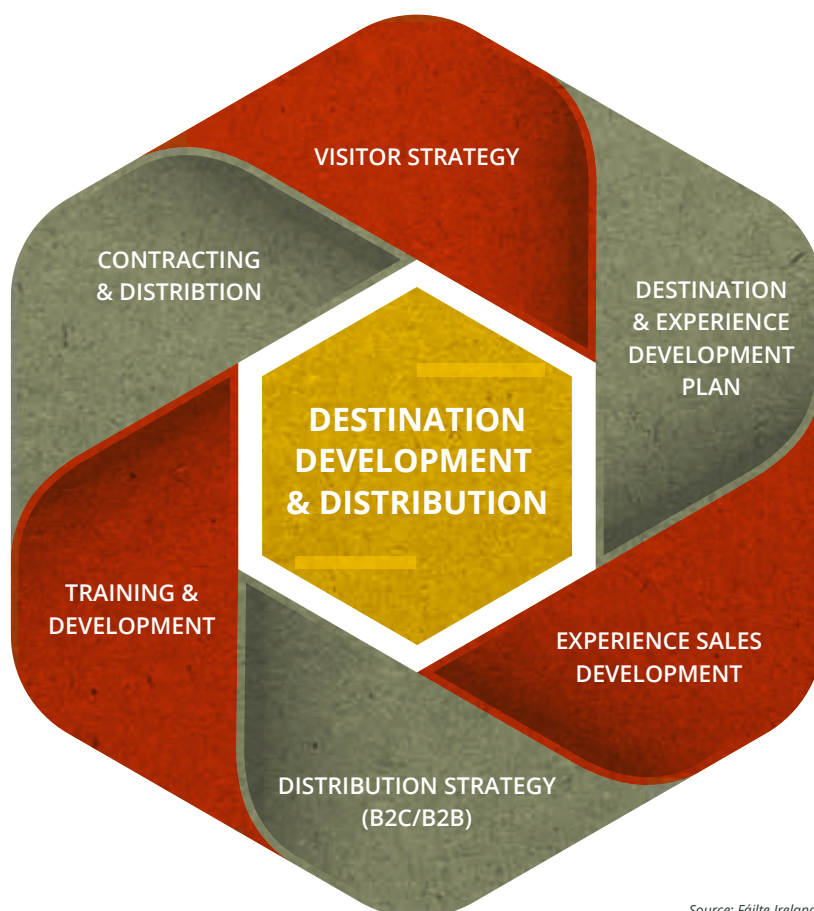 VISITOR STRATEGY
DESTINATION
& EXPERIENCE
DEVELOPMENT
PLAN
EXPERIENCE SALES
DEVELOPMENT
DISTRIBUTION STRATEGY
(B2C/B2B)
TRAINING &
DEVELOPMENT
CONTRACTING
& DISTRIBTION
DESTINATION
DEVELOPMENT
& DISTRIBUTION
Source: Fáilte Ireland